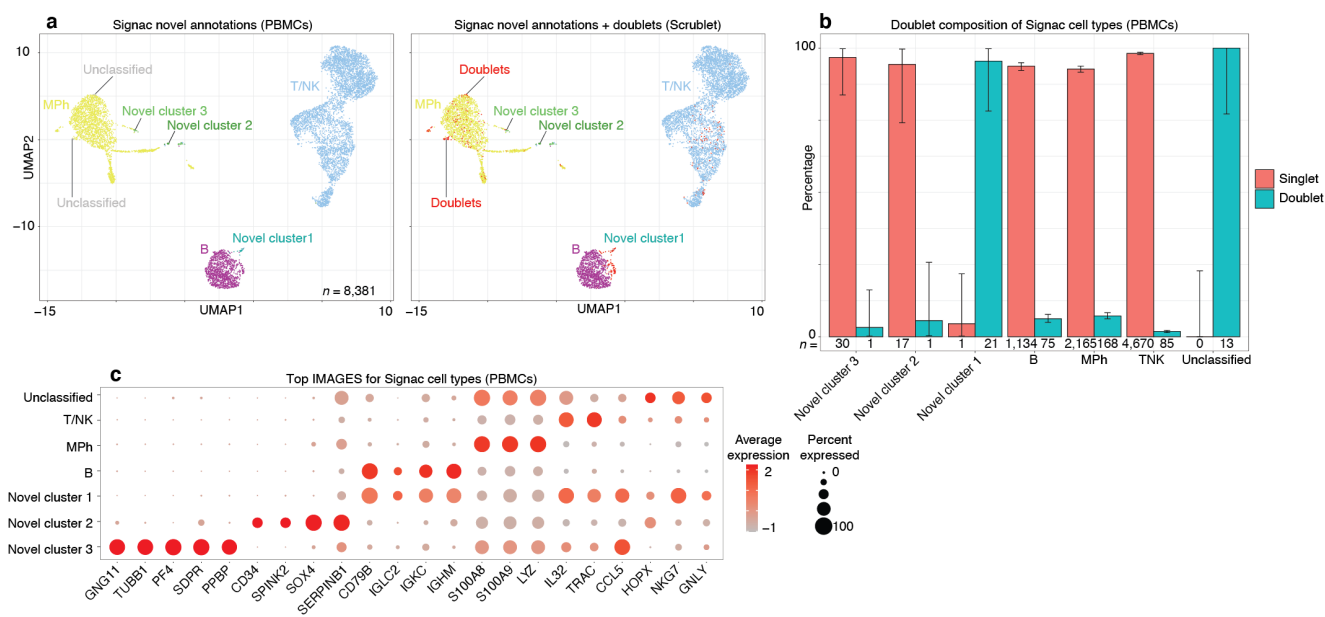 a
Signac novel annotations (PBMCs)
10
Unclassified
MPh
Novel cluster 3
Novel cluster 2
T/NK
UMAP2
Unclassified
−10
B
Novel cluster1
n = 8,381
−15
UMAP1
10
Signac novel annotations + doublets (Scrublet)
Doublets
MPh
Novel cluster 3
Novel cluster 2
T/NK
Doublets
B
Novel cluster1
−15
UMAP1
10
b
Doublet composition of Signac cell types (PBMCs)
100
Percentage
0
n =
30 1 17 1 1 21 1,134 75 2,165 168 4,670 85 0 13
Novel cluster 3
Novel cluster 2
Novel cluster 1
B
MPh
TNK
Unclassified
Singlet
Doublet
c
Top IMAGES for Signac cell types (PBMCs)
Unclassified
T/NK
MPh
B
Novel cluster 1
Novel cluster 2
Novel cluster 3
GNG11
TUBB1
PF4
SDPR
PPBP
CD34
SPINK2
SOX4
SERPINB1
CD79B
IGLC2
IGKC
IGHM
S100A8
S100A9
LYZ
IL32
TRAC
CCL5
HOPX
NKG7
GNLY
Average
expression
2
−1
Percent
expressed
0
100